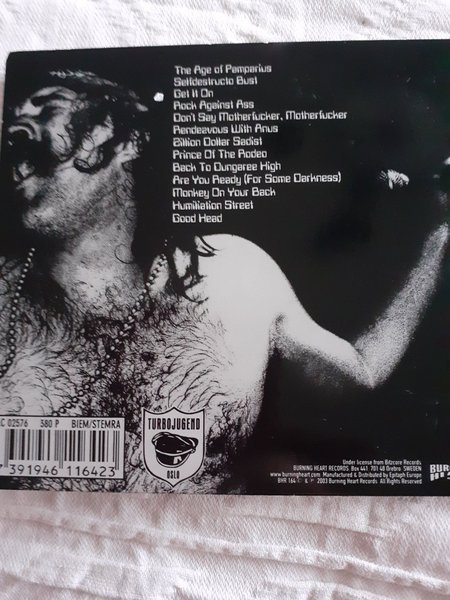 The Age of Pamparius
Selfdestructo Bust
Get It On
Rock Against Ass
Don't Say Motherfucker, Motherfucker
Rendezvous With Anus
Zillion Dollar Sadist
Prince Of The Rodeo
Back To Dungaree High
Are You Ready (For Some Darkness)
Monkey On Your Back
Humiliation Street
Good Head
LC 02576 380 P BIEM/STEMRA
7 391946 116423
TURBOJUGEND
OSLO
Under license from Bitzcore Records
BURNING HEART RECORDS. Box 441, 701 48 Örebro SWEDEN
www.burningheart.com. Manufactured & Distributed by Epitaph Europe
BHR 164 © & ℗ 2003 Burning Heart Records. All Rights Reserved.